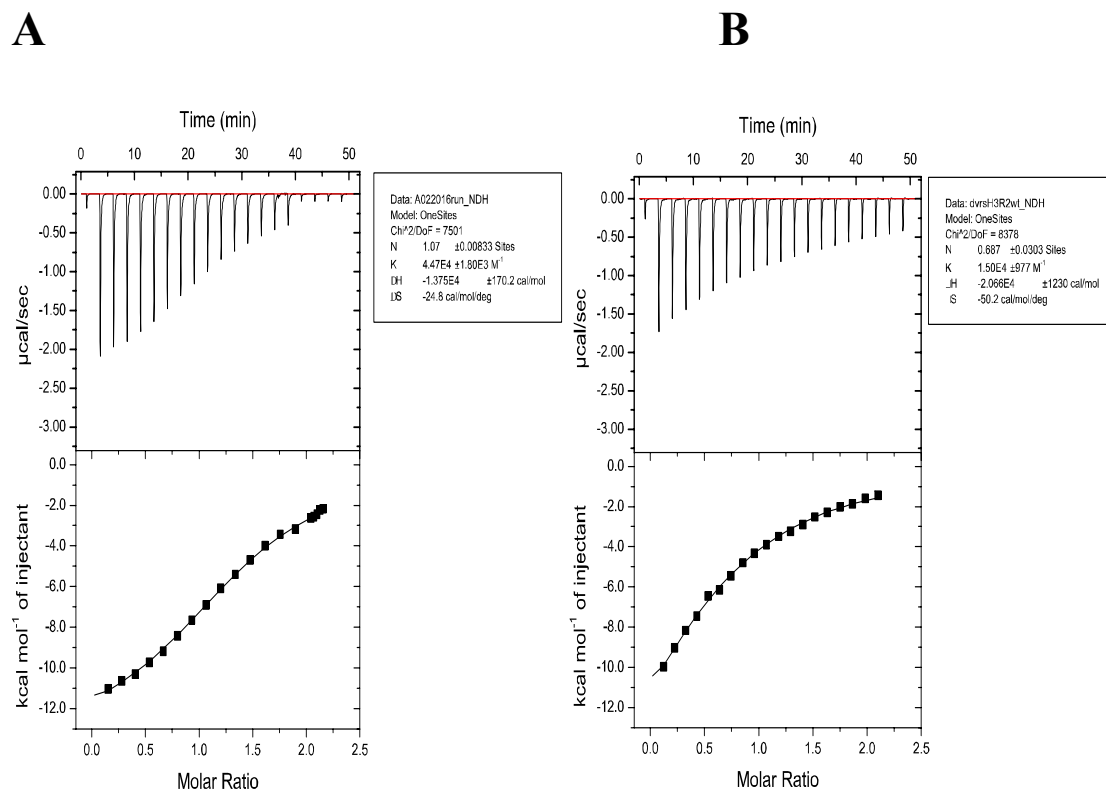 A
B
Time (min)
0 10 20 30 40 50
0.00
-0.50
-1.00
-1.50
-2.00
-2.50
-3.00
µcal/sec
Data: A022016run_NDH
Model: OneSites
Chi^2/DoF = 7501
N 1.07 ±0.00833 Sites
K 4.47E4 ±1.80E3 M⁻¹
DH -1.375E4 ±170.2 cal/mol
DS -24.8 cal/mol/deg
0.0
-2.0
-4.0
-6.0
-8.0
-10.0
-12.0
kcal mol⁻¹ of injectant
0.0 0.5 1.0 1.5 2.0 2.5
Molar Ratio
Time (min)
0 10 20 30 40 50
0.00
-0.50
-1.00
-1.50
-2.00
-2.50
-3.00
µcal/sec
Data: dvrsH3R2wt_NDH
Model: OneSites
Chi^2/DoF = 8378
N 0.687 ±0.0303 Sites
K 1.50E4 ±977 M⁻¹
H -2.066E4 ±1230 cal/mol
S -50.2 cal/mol/deg
0.0
-2.0
-4.0
-6.0
-8.0
-10.0
-12.0
kcal mol⁻¹ of injectant
0.0 0.5 1.0 1.5 2.0 2.5
Molar Ratio